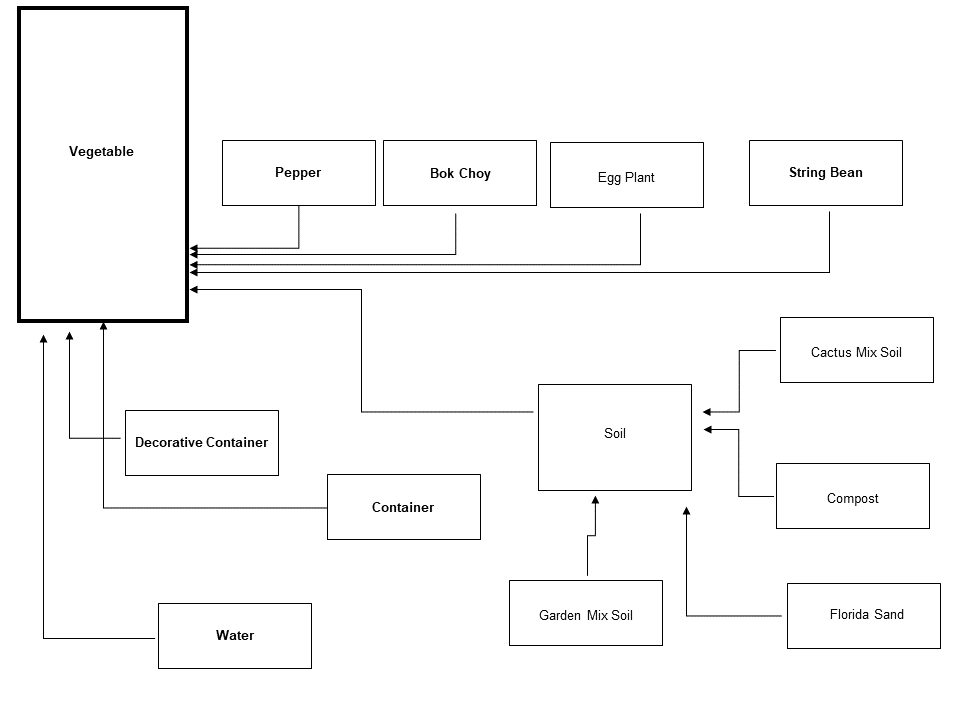 Vegetable
Pepper
Bok Choy
Egg Plant
String Bean
Cactus Mix Soil
Soil
Decorative Container
Container
Compost
Garden Mix Soil
Florida Sand
Water